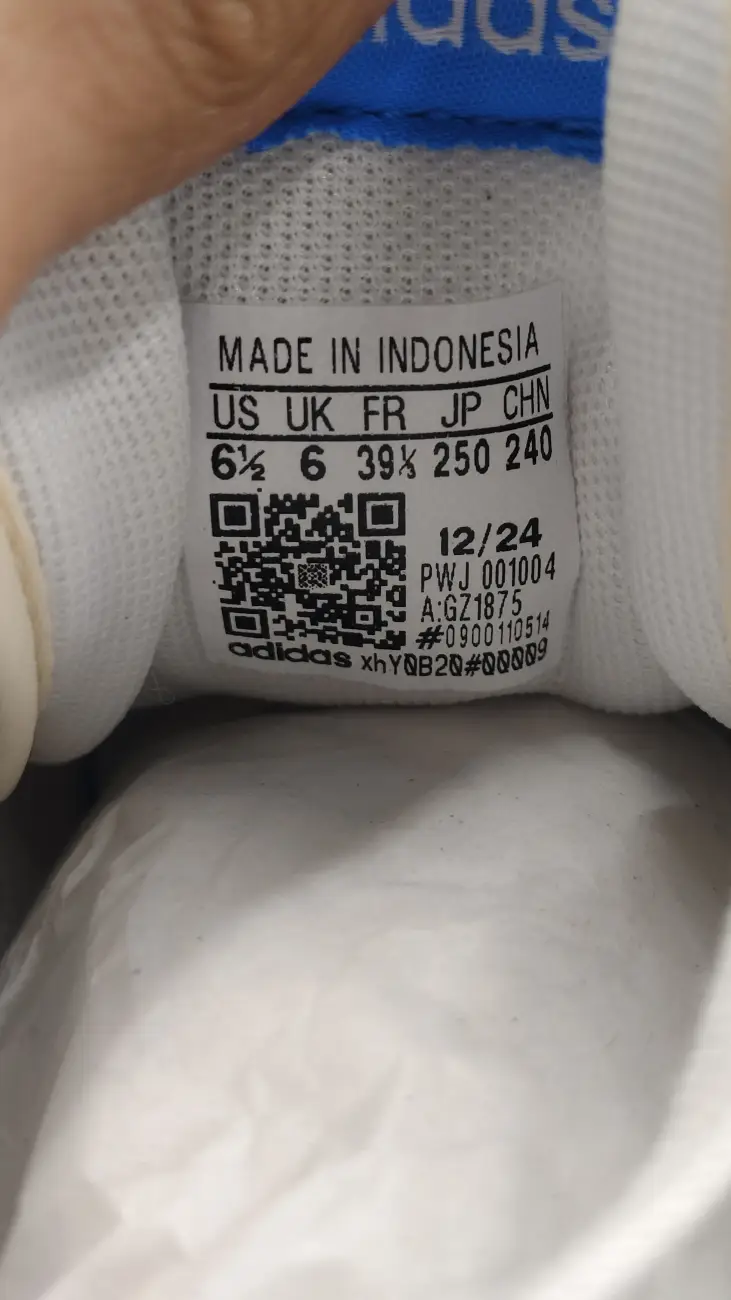 adidas
MADE IN INDONESIA
US UK FR JP CHN
6½ 6 39⅓ 250 240
12/24
PWJ 001004
A:GZ1875
#0900110514
adidas xhY0B20#00009